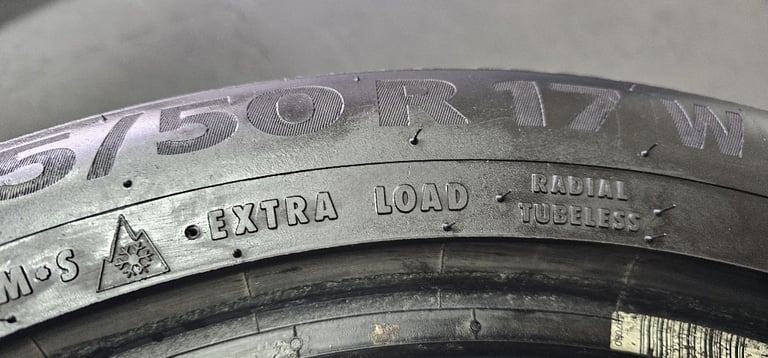 5/50 R 17 W
M•S EXTRA LOAD RADIAL
TUBELESS